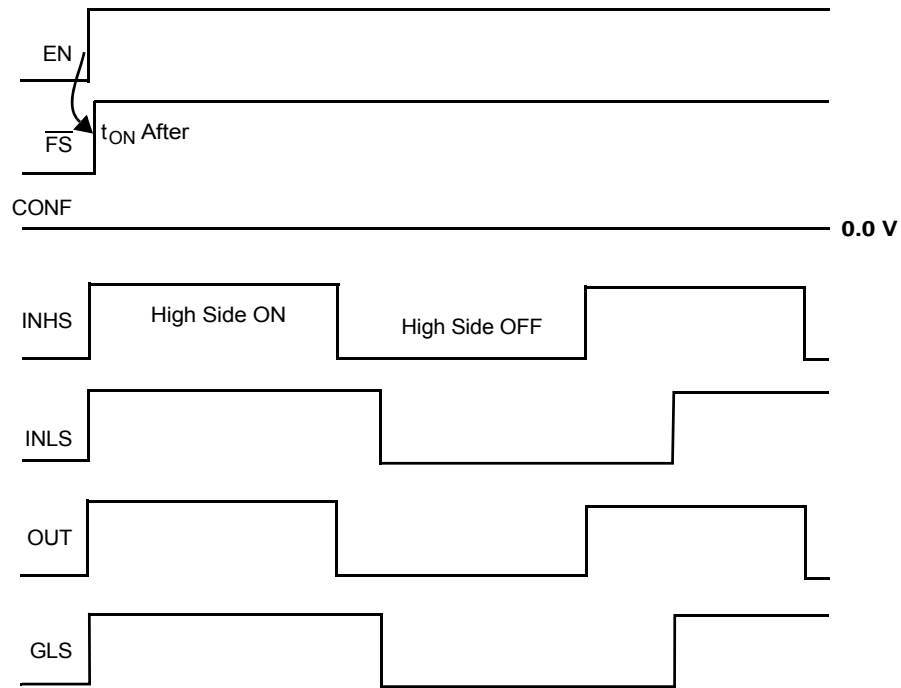 EN
FS
tON After
CONF
0.0 V
INHS
High Side ON
High Side OFF
INLS
OUT
GLS